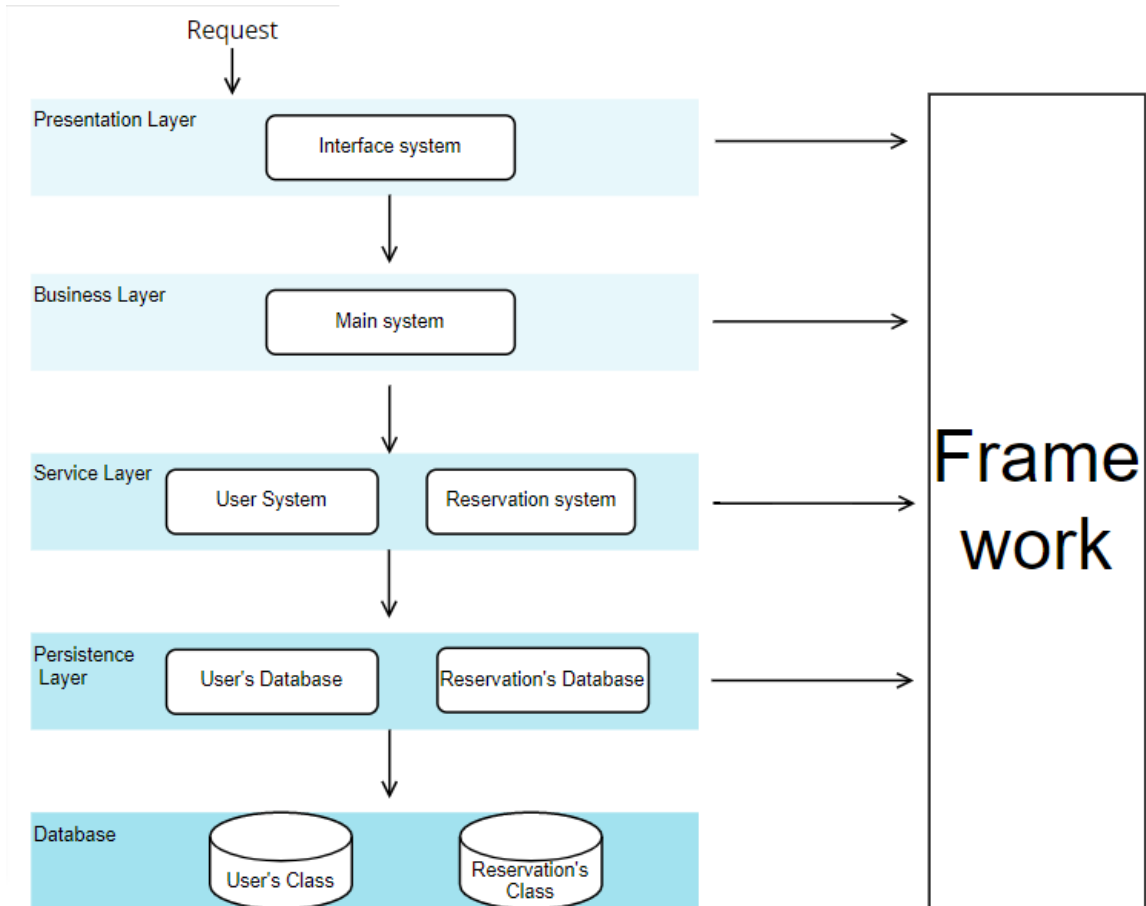 Request
Presentation Layer
Interface system
Business Layer
Main system
Service Layer
User System
Reservation system
Persistence
Layer
User's Database
Reservation's Database
Database
User's Class
Reservation's
Class
Frame
work